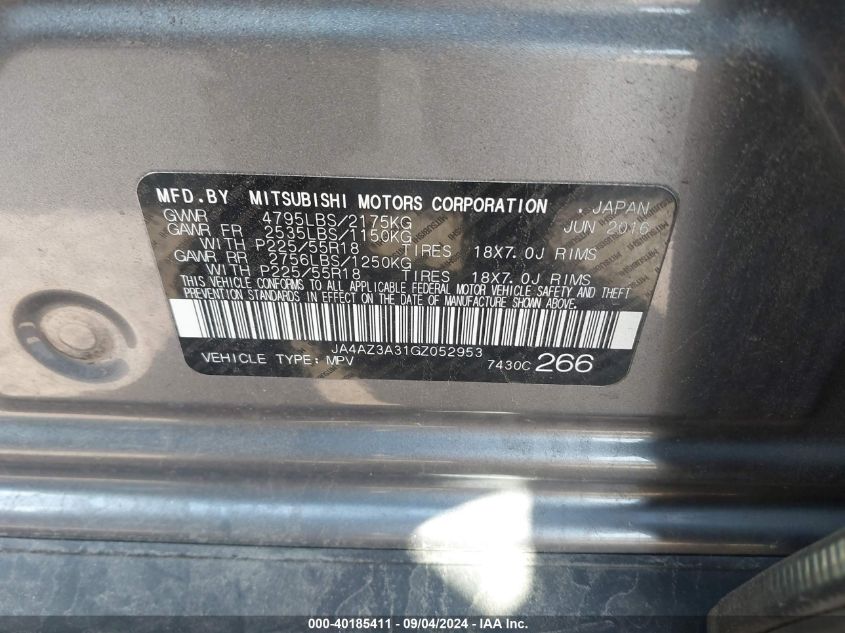 MFD.BY MITSUBISHI MOTORS CORPORATION . JAPAN
GWWR 4795LBS/2175KG JUN 2016
GAWR FR 2535LBS/1150KG
WITH P225/55R18 TIRES 18X7.0J RIMS
GAWR RR 2756LBS/1250KG
WITH P225/55R18 TIRES 18X7.0J RIMS
THIS VEHICLE CONFORMS TO ALL APPLICABLE FEDERAL MOTOR VEHICLE SAFETY AND THEFT
PREVENTION STANDARDS IN EFFECT ON THE DATE OF MANUFACTURE SHOWN ABOVE.
JA4AZ3A31GZ052953
VEHICLE TYPE: MPV 7430C 266
000-40185411 - 09/04/2024 - IAA Inc.